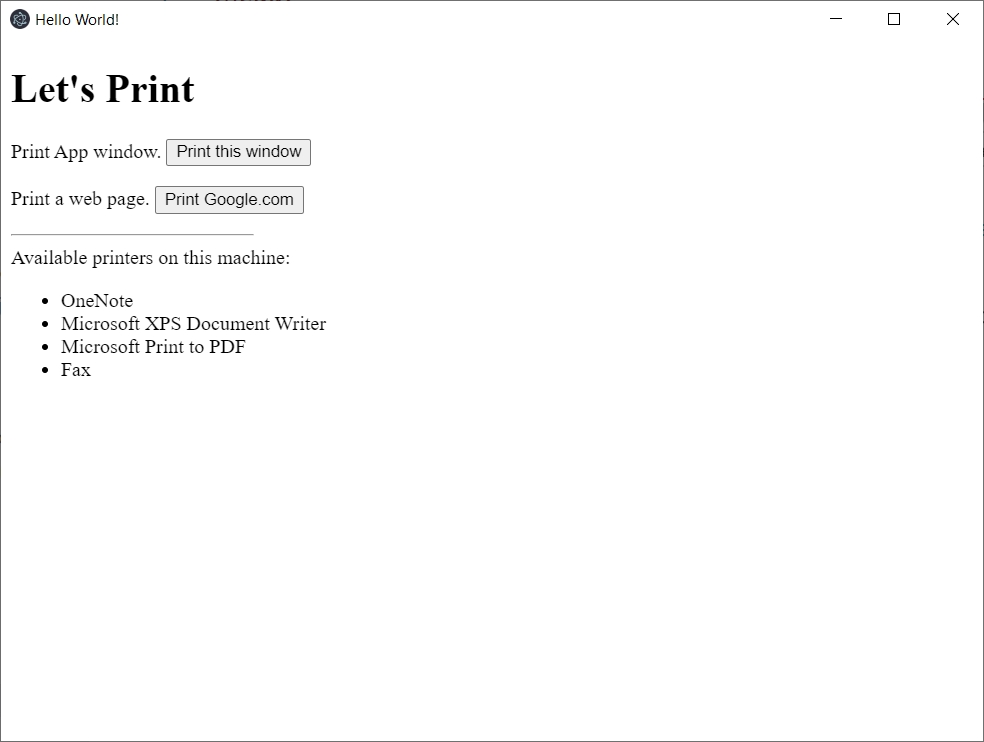 Hello World!
Let's Print
Print App window. Print this window
Print a web page. Print Google.com
Available printers on this machine:
OneNote
Microsoft XPS Document Writer
Microsoft Print to PDF
Fax